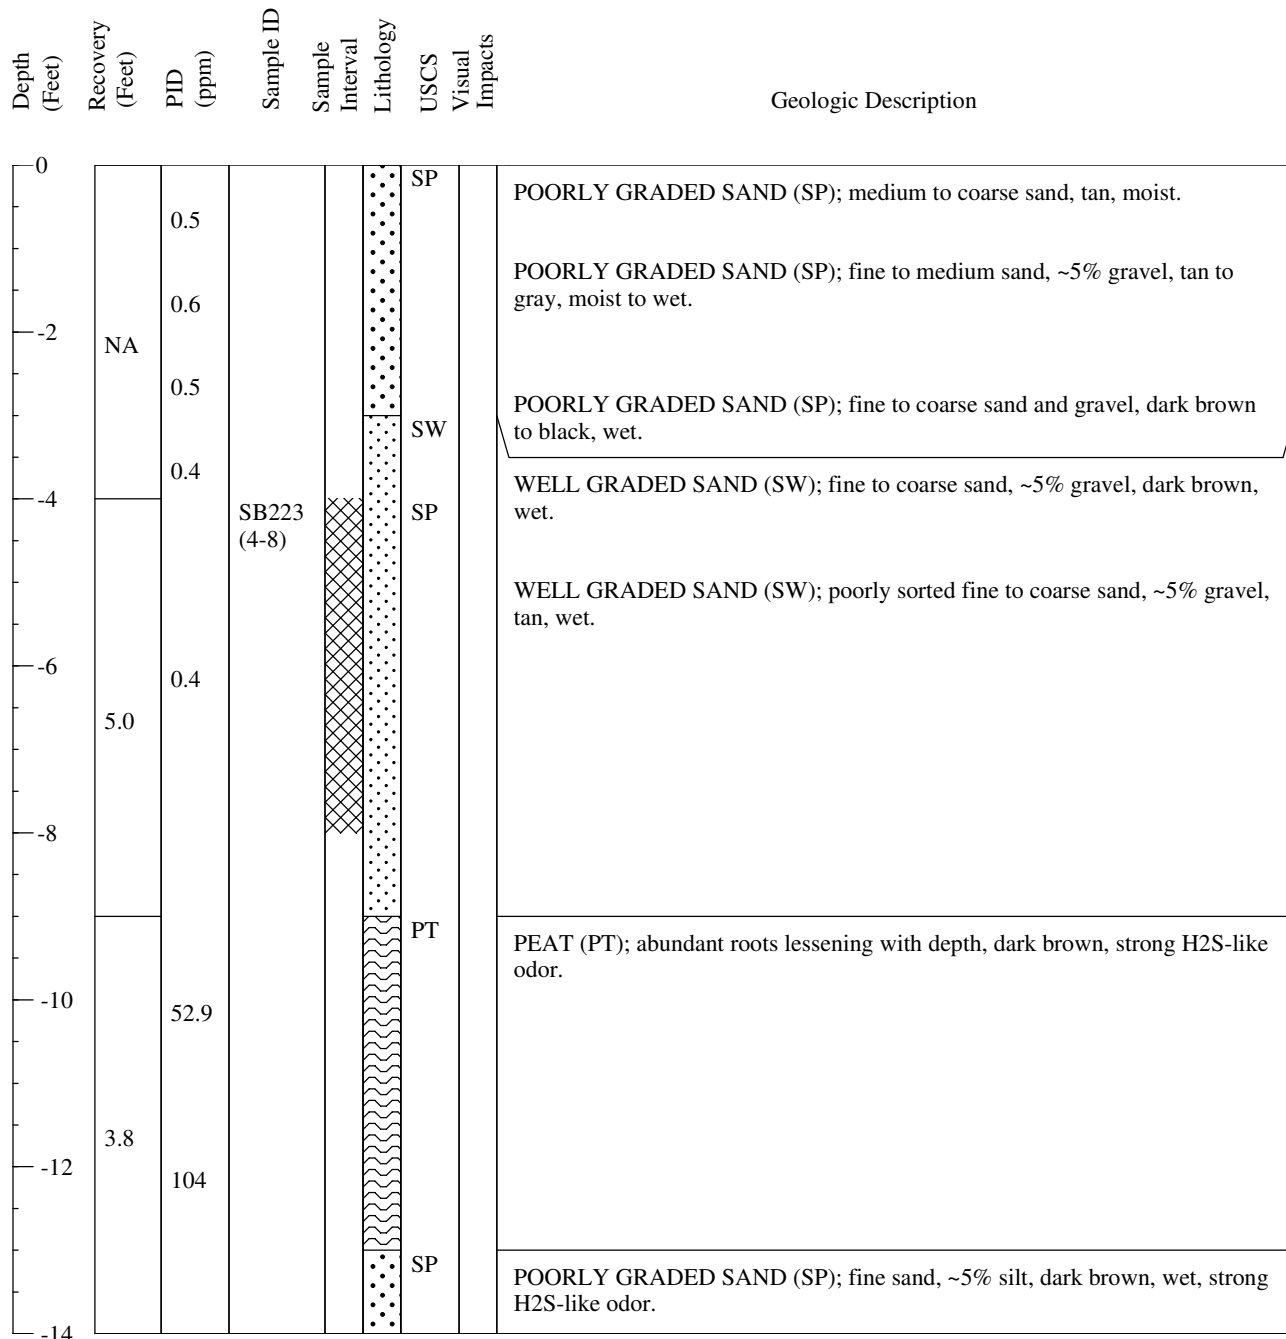 Depth
(Feet)
Recovery
(Feet)
PID
(ppm)
Sample ID
Sample
Interval
Lithology
USCS
Visual
Impacts
Geologic Description
0
SP
POORLY GRADED SAND (SP); medium to coarse sand, tan, moist.
0.5
POORLY GRADED SAND (SP); fine to medium sand, ~5% gravel, tan to
gray, moist to wet.
0.6
-2
NA
0.5
POORLY GRADED SAND (SP); fine to coarse sand and gravel, dark brown
to black, wet.
SW
0.4
WELL GRADED SAND (SW); fine to coarse sand, ~5% gravel, dark brown,
wet.
-4
SB223
(4-8)
SP
WELL GRADED SAND (SW); poorly sorted fine to coarse sand, ~5% gravel,
tan, wet.
-6
0.4
5.0
-8
PT
PEAT (PT); abundant roots lessening with depth, dark brown, strong H2S-like
odor.
-10
52.9
3.8
-12
104
SP
POORLY GRADED SAND (SP); fine sand, ~5% silt, dark brown, wet, strong
H2S-like odor.
-14